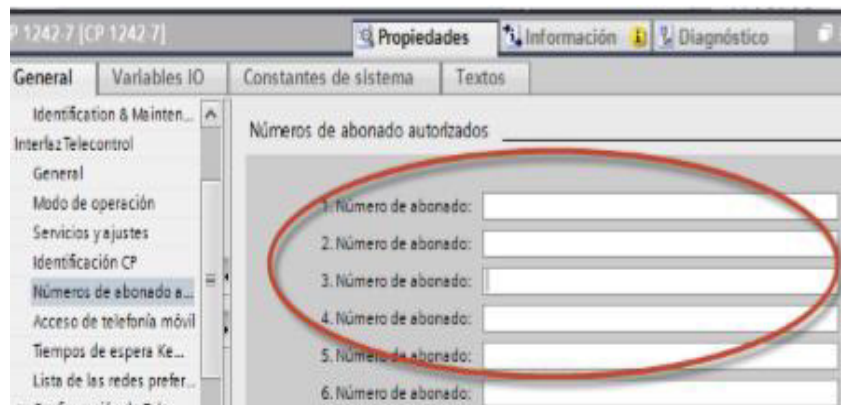 P 1242-7 [CP 1242-7]
Propiedades
Información
Diagnóstico
General
Variables IO
Constantes de sistema
Textos
Identification & Mainten...
Interfaz Telecontrol
General
Modo de operación
Servicios y ajustes
Identificación CP
Números de abonado a...
Acceso de telefonía móvil
Tiempos de espera Ke...
Lista de las redes prefer...
Números de abonado autorizados
1. Número de abonado:
2. Número de abonado:
3. Número de abonado:
4. Número de abonado:
5. Número de abonado:
6. Número de abonado: